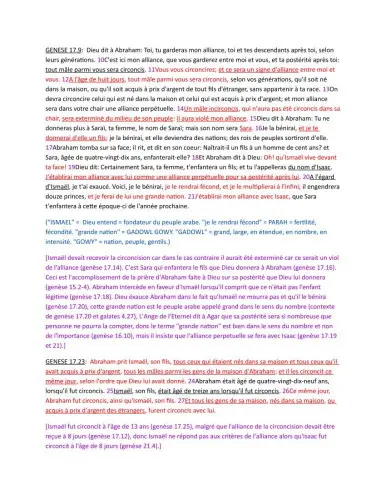 GENESE 17.9:  Dieu dit à Abraham: Toi, tu garderas mon alliance, toi et tes descendants après toi, selon
leurs générations. 10C'est ici mon alliance, que vous garderez entre moi et vous, et ta postérité après toi:
tout mâle parmi vous sera circoncis. 11Vous vous circoncirez; et ce sera un signe d'alliance entre moi et
vous. 12A l'âge de huit jours, tout mâle parmi vous sera circoncis, selon vos générations, qu'il soit né
dans la maison, ou qu'il soit acquis à prix d'argent de tout fils d'étranger, sans appartenir à ta race. 13On
devra circoncire celui qui est né dans la maison et celui qui est acquis à prix d'argent; et mon alliance
sera dans votre chair une alliance perpétuelle. 14Un mâle incirconcis, qui n'aura pas été circoncis dans sa
chair, sera exterminé du milieu de son peuple: il aura violé mon alliance. 15Dieu dit à Abraham: Tu ne
donneras plus à Saraï, ta femme, le nom de Saraï; mais son nom sera Sara. 16Je la bénirai, et je te
donnerai d'elle un fils; je la bénirai, et elle deviendra des nations; des rois de peuples sortiront d'elle.
17Abraham tomba sur sa face; il rit, et dit en son coeur: Naîtrait-il un fils à un homme de cent ans? et
Sara, âgée de quatre-vingt-dix ans, enfanterait-elle? 18Et Abraham dit à Dieu: Oh! qu'Ismaël vive devant
ta face! 19Dieu dit: Certainement Sara, ta femme, t'enfantera un fils; et tu l'appelleras du nom d'Isaac.
J'établirai mon alliance avec lui comme une alliance perpétuelle pour sa postérité après lui. 20A l'égard
d'Ismaël, je t'ai exaucé. Voici, je le bénirai, je le rendrai fécond, et je le multiplierai à l'infini, il engendrera
douze princes, et je ferai de lui une grande nation. 21J'établirai mon alliance avec Isaac, que Sara
t'enfantera à cette époque-ci de l'année prochaine.
("ISMAEL" =  Dieu entend = fondateur du peuple arabe. "je le rendrai fécond" = PARAH = fertilité,
fécondité. "grande nation" = GADOWL GOWY. "GADOWL" = grand, large, en étendue, en nombre, en
intensité. "GOWY" = nation, peuple, gentils.)
[Ismaël devait recevoir la circoncision car dans le cas contraire il aurait été exterminé car ce serait un viol
de l'alliance (genèse 17.14). C'est Sara qui enfantera le fils que Dieu donnera à Abraham (genèse 17.16).
Ceci est l'accomplissement de la prière d'Abraham faite à Dieu sur sa postérité que Dieu lui donnera
(genèse 15.2-4). Abraham intercède en faveur d'Ismaël lorsqu'il comprit que ce n'était pas l'enfant
légitime (genèse 17.18). Dieu exauce Abraham dans le fait qu'Ismaël ne mourra pas et qu'il le bénira
(genèse 17.20), cette grande nation est le peuple arabe appelé grand dans le sens du nombre (contexte
de genèse 17.20 et galates 4.27), L'Ange de l'Eternel dit à Agar que sa postérité sera si nombreuse que
personne ne pourra la compter, donc le terme "grande nation" est bien dans le sens du nombre et non
de l'importance (genèse 16.10), mais il insiste que l'alliance perpetuelle se fera avec Isaac (genèse 17.19
et 21).]
GENESE 17.23:  Abraham prit Ismaël, son fils, tous ceux qui étaient nés dans sa maison et tous ceux qu'il
avait acquis à prix d'argent, tous les mâles parmi les gens de la maison d'Abraham; et il les circoncit ce
même jour, selon l'ordre que Dieu lui avait donné. 24Abraham était âgé de quatre-vingt-dix-neuf ans,
lorsqu'il fut circoncis. 25Ismaël, son fils, était âgé de treize ans lorsqu'il fut circoncis. 26Ce même jour,
Abraham fut circoncis, ainsi qu'Ismaël, son fils. 27Et tous les gens de sa maison, nés dans sa maison, ou
acquis à prix d'argent des étrangers, furent circoncis avec lui.
[Ismaël fut circoncit à l'âge de 13 ans (genèse 17.25), malgré que l'alliance de la circoncision devait être
reçue à 8 jours (genèse 17.12), donc Ismaël ne répond pas aux critères de l'alliance alors qu'Isaac fut
circoncit à l'âge de 8 jours (genèse 21.4).]